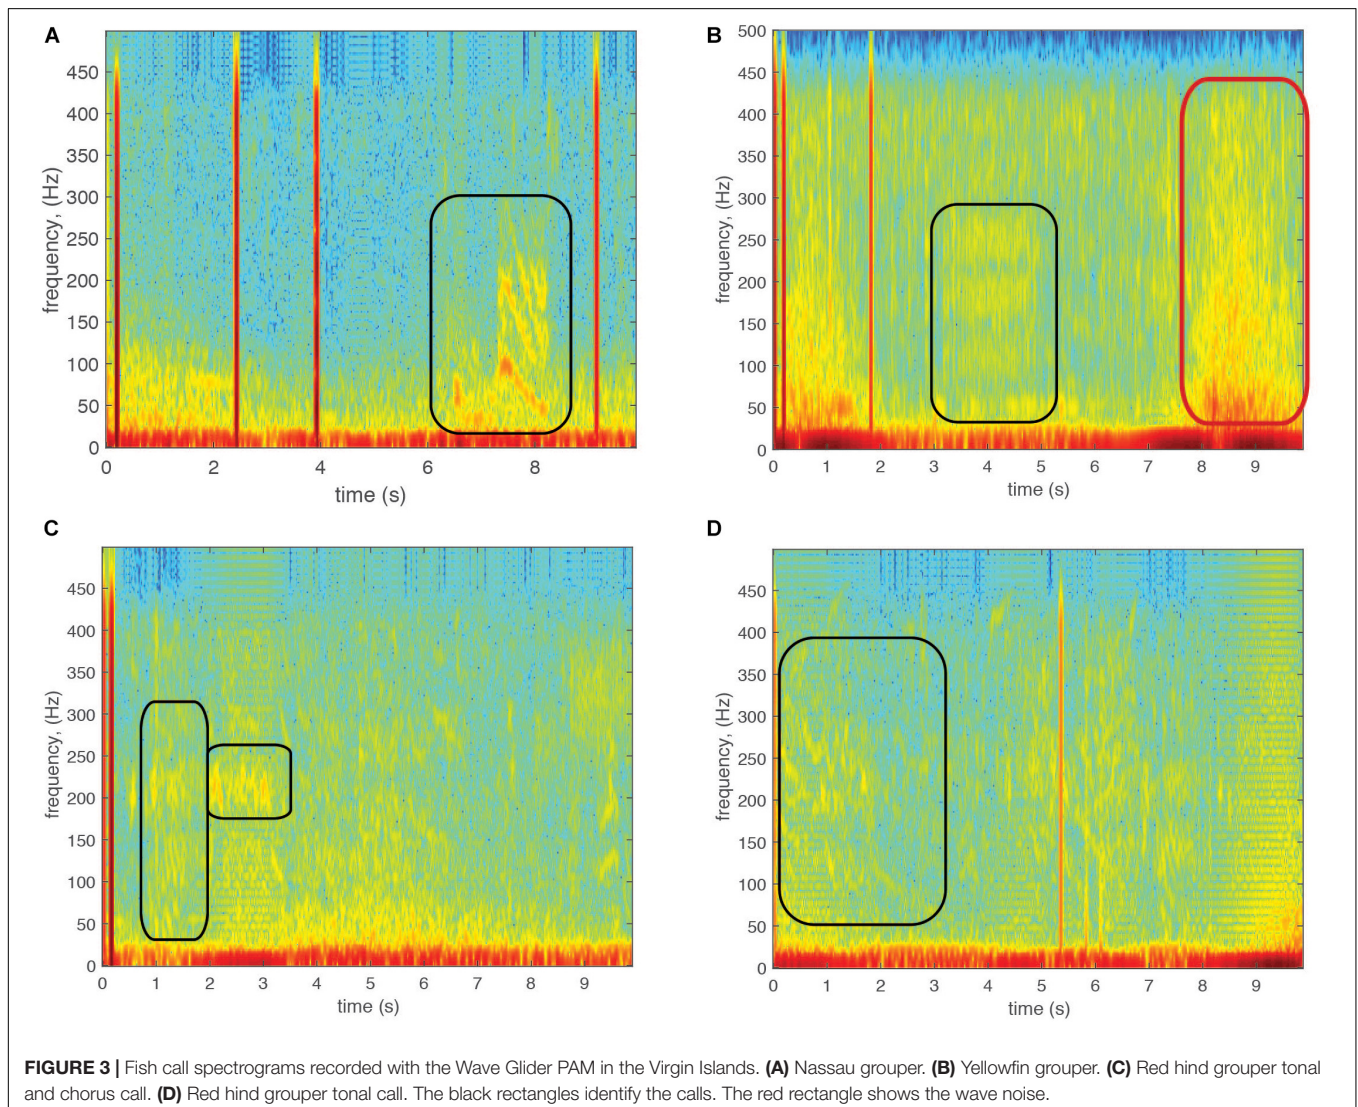 A
450
400
350
300
250
200
150
100
50
0
frequency, (Hz)
0 2 4 6 8
time (s)
B
500
450
400
350
300
250
200
150
100
50
0
frequency, (Hz)
0 1 2 3 4 5 6 7 8 9
time (s)
C
450
400
350
300
250
200
150
100
50
0
frequency, (Hz)
0 1 2 3 4 5 6 7 8 9
time (s)
D
450
400
350
300
250
200
150
100
50
0
frequency, (Hz)
0 1 2 3 4 5 6 7 8 9
time (s)
FIGURE 3 | Fish call spectrograms recorded with the Wave Glider PAM in the Virgin Islands. (A) Nassau grouper. (B) Yellowfin grouper. (C) Red hind grouper tonal
and chorus call. (D) Red hind grouper tonal call. The black rectangles identify the calls. The red rectangle shows the wave noise.